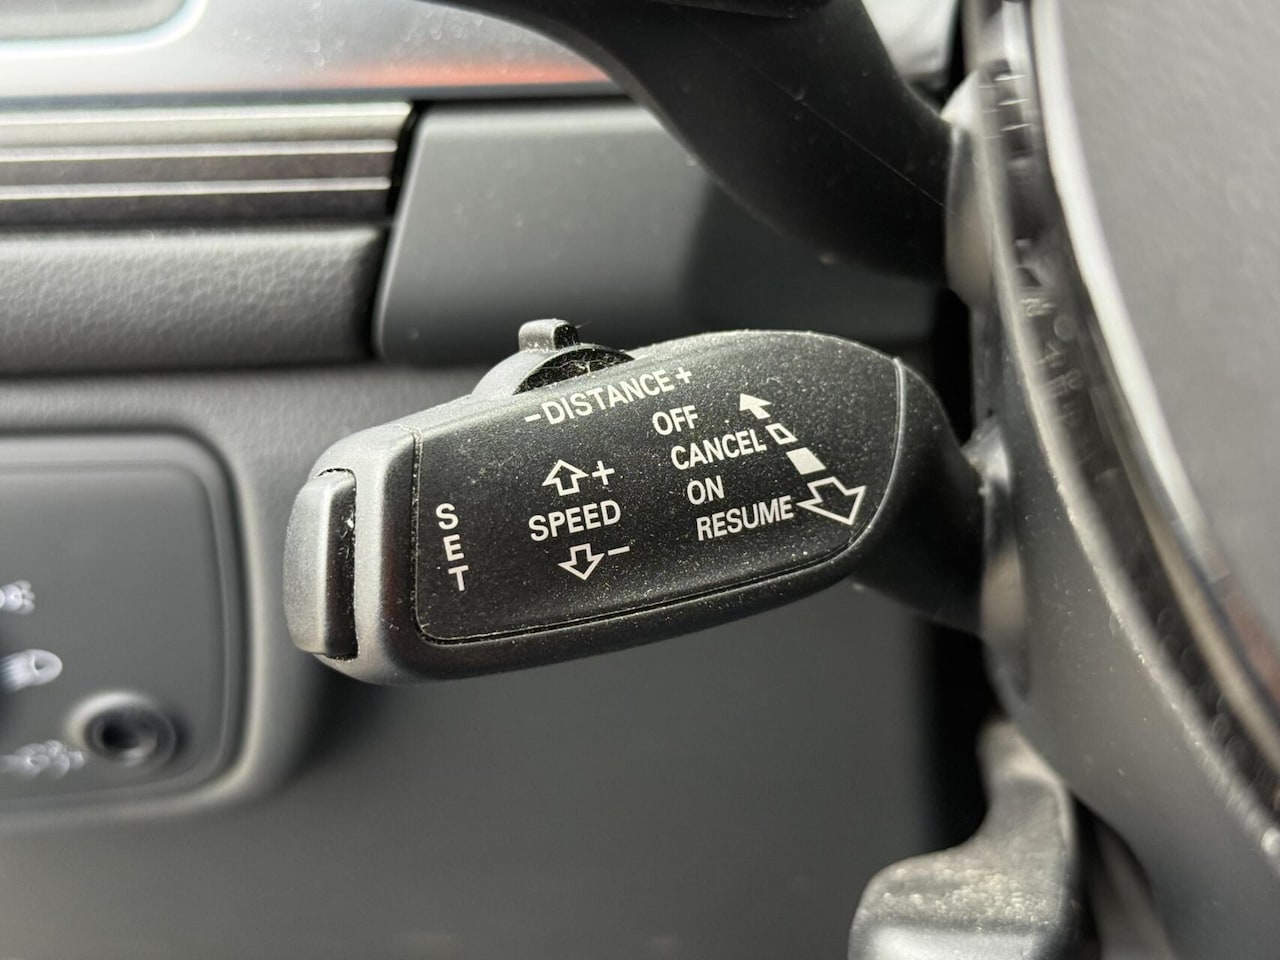 -DISTANCE+
OFF
CANCEL
ON
RESUME
+
SPEED
-
SET